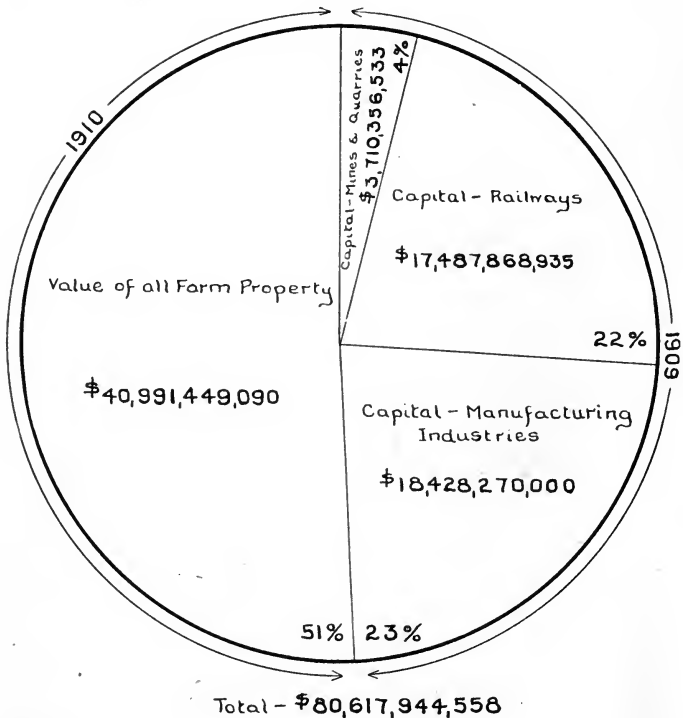 1910
Capital-Mines & Quarries
$3,710,356,533
4%
Capital-Railways
$17,487,868,935
22%
1909
Value of all Farm Property
$40,991,449,090
51%
Capital-Manufacturing
Industries
$18,428,270,000
23%
Total-$80,617,944,558